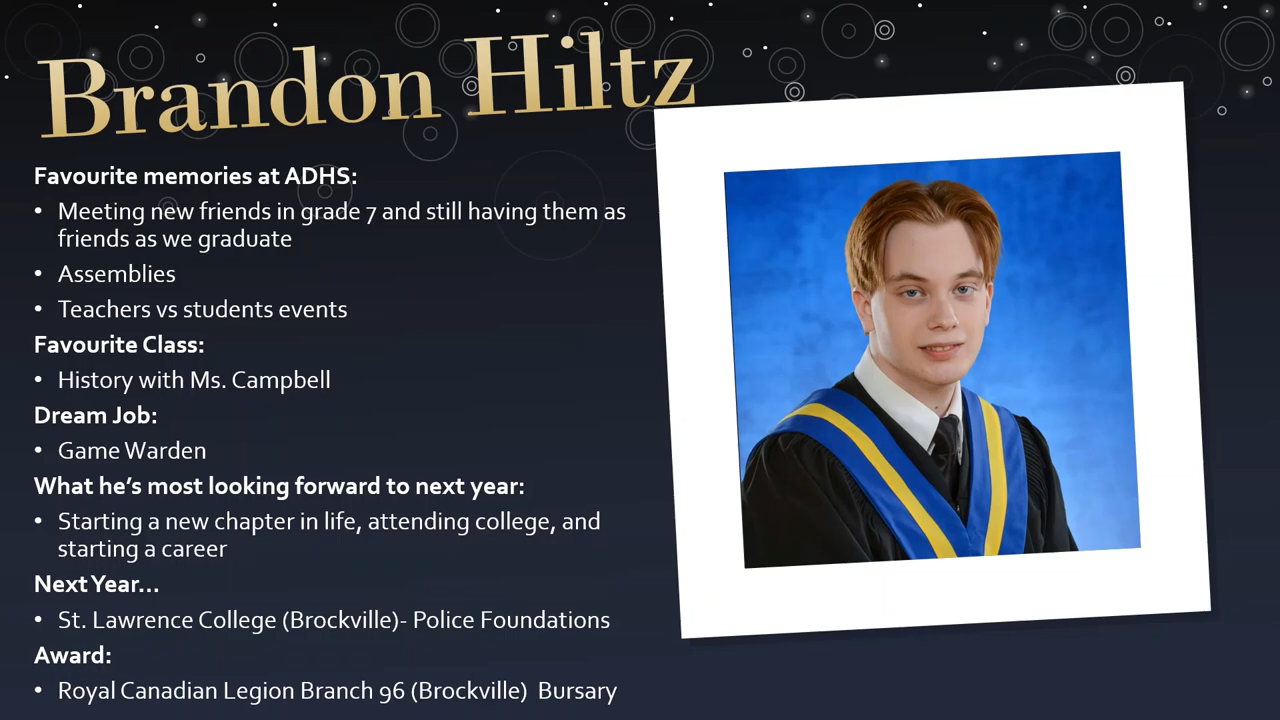 Brandon Hiltz
Favourite memories at ADHS:
• Meeting new friends in grade 7 and still having them as
friends as we graduate
• Assemblies
• Teachers vs students events
Favourite Class:
• History with Ms. Campbell
Dream Job:
• Game Warden
What he’s most looking forward to next year:
• Starting a new chapter in life, attending college, and
starting a career
Next Year...
• St. Lawrence College (Brockville)- Police Foundations
Award:
• Royal Canadian Legion Branch 96 (Brockville)  Bursary